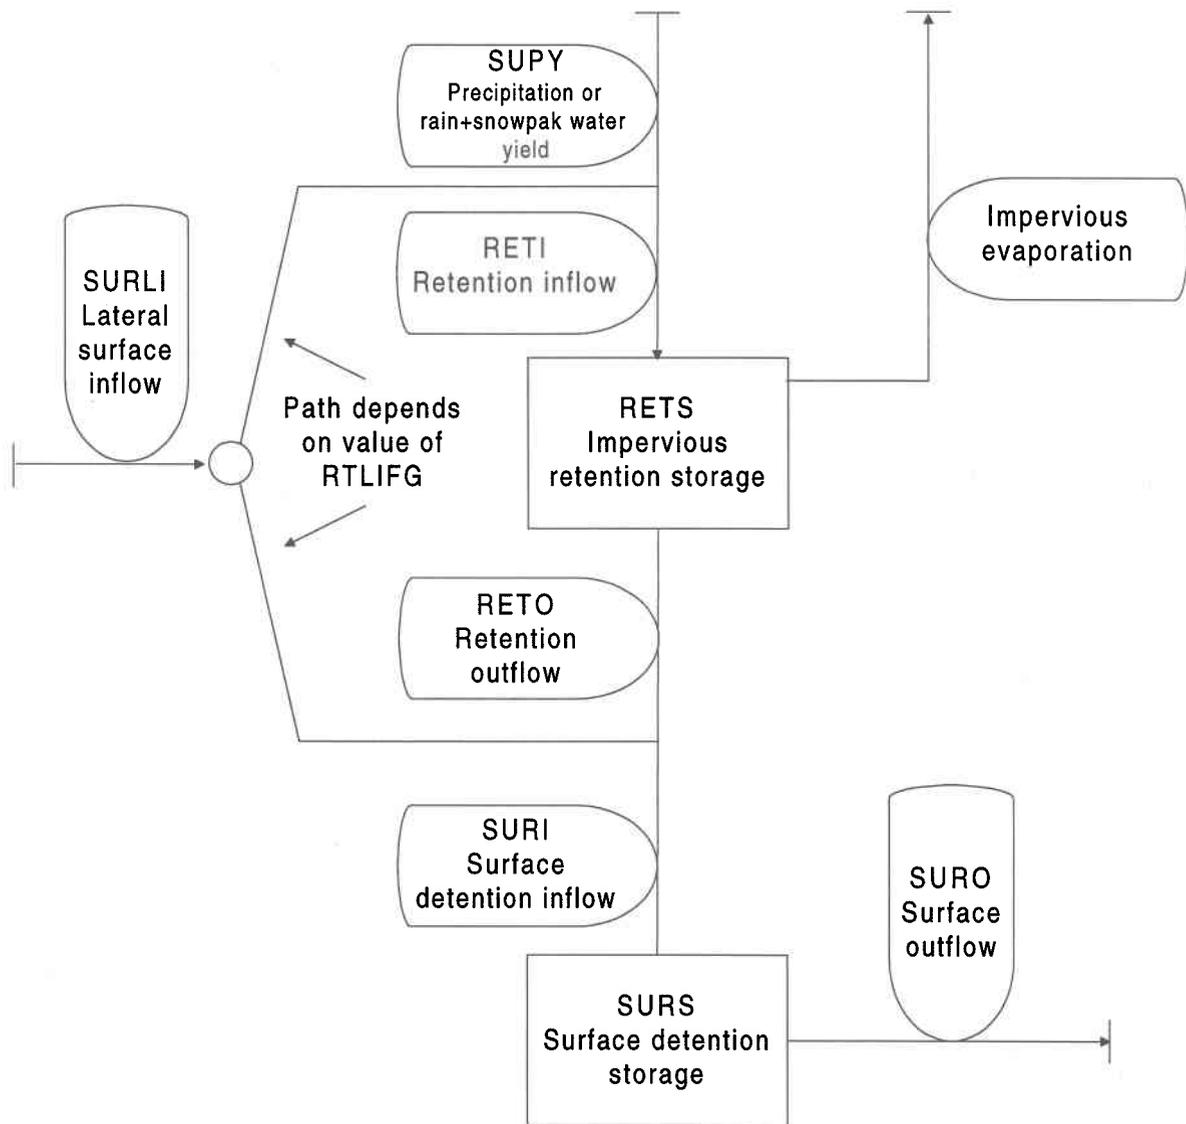 SUPY
Precipitation or
rain+snowpak water
yield
RETI
Retention inflow
Impervious
evaporation
SURLI
Lateral
surface
inflow
Path depends
on value of
RTLIFG
RETS
Impervious
retention storage
RETO
Retention
outflow
SURI
Surface
detention inflow
SURO
Surface
outflow
SURS
Surface detention
storage